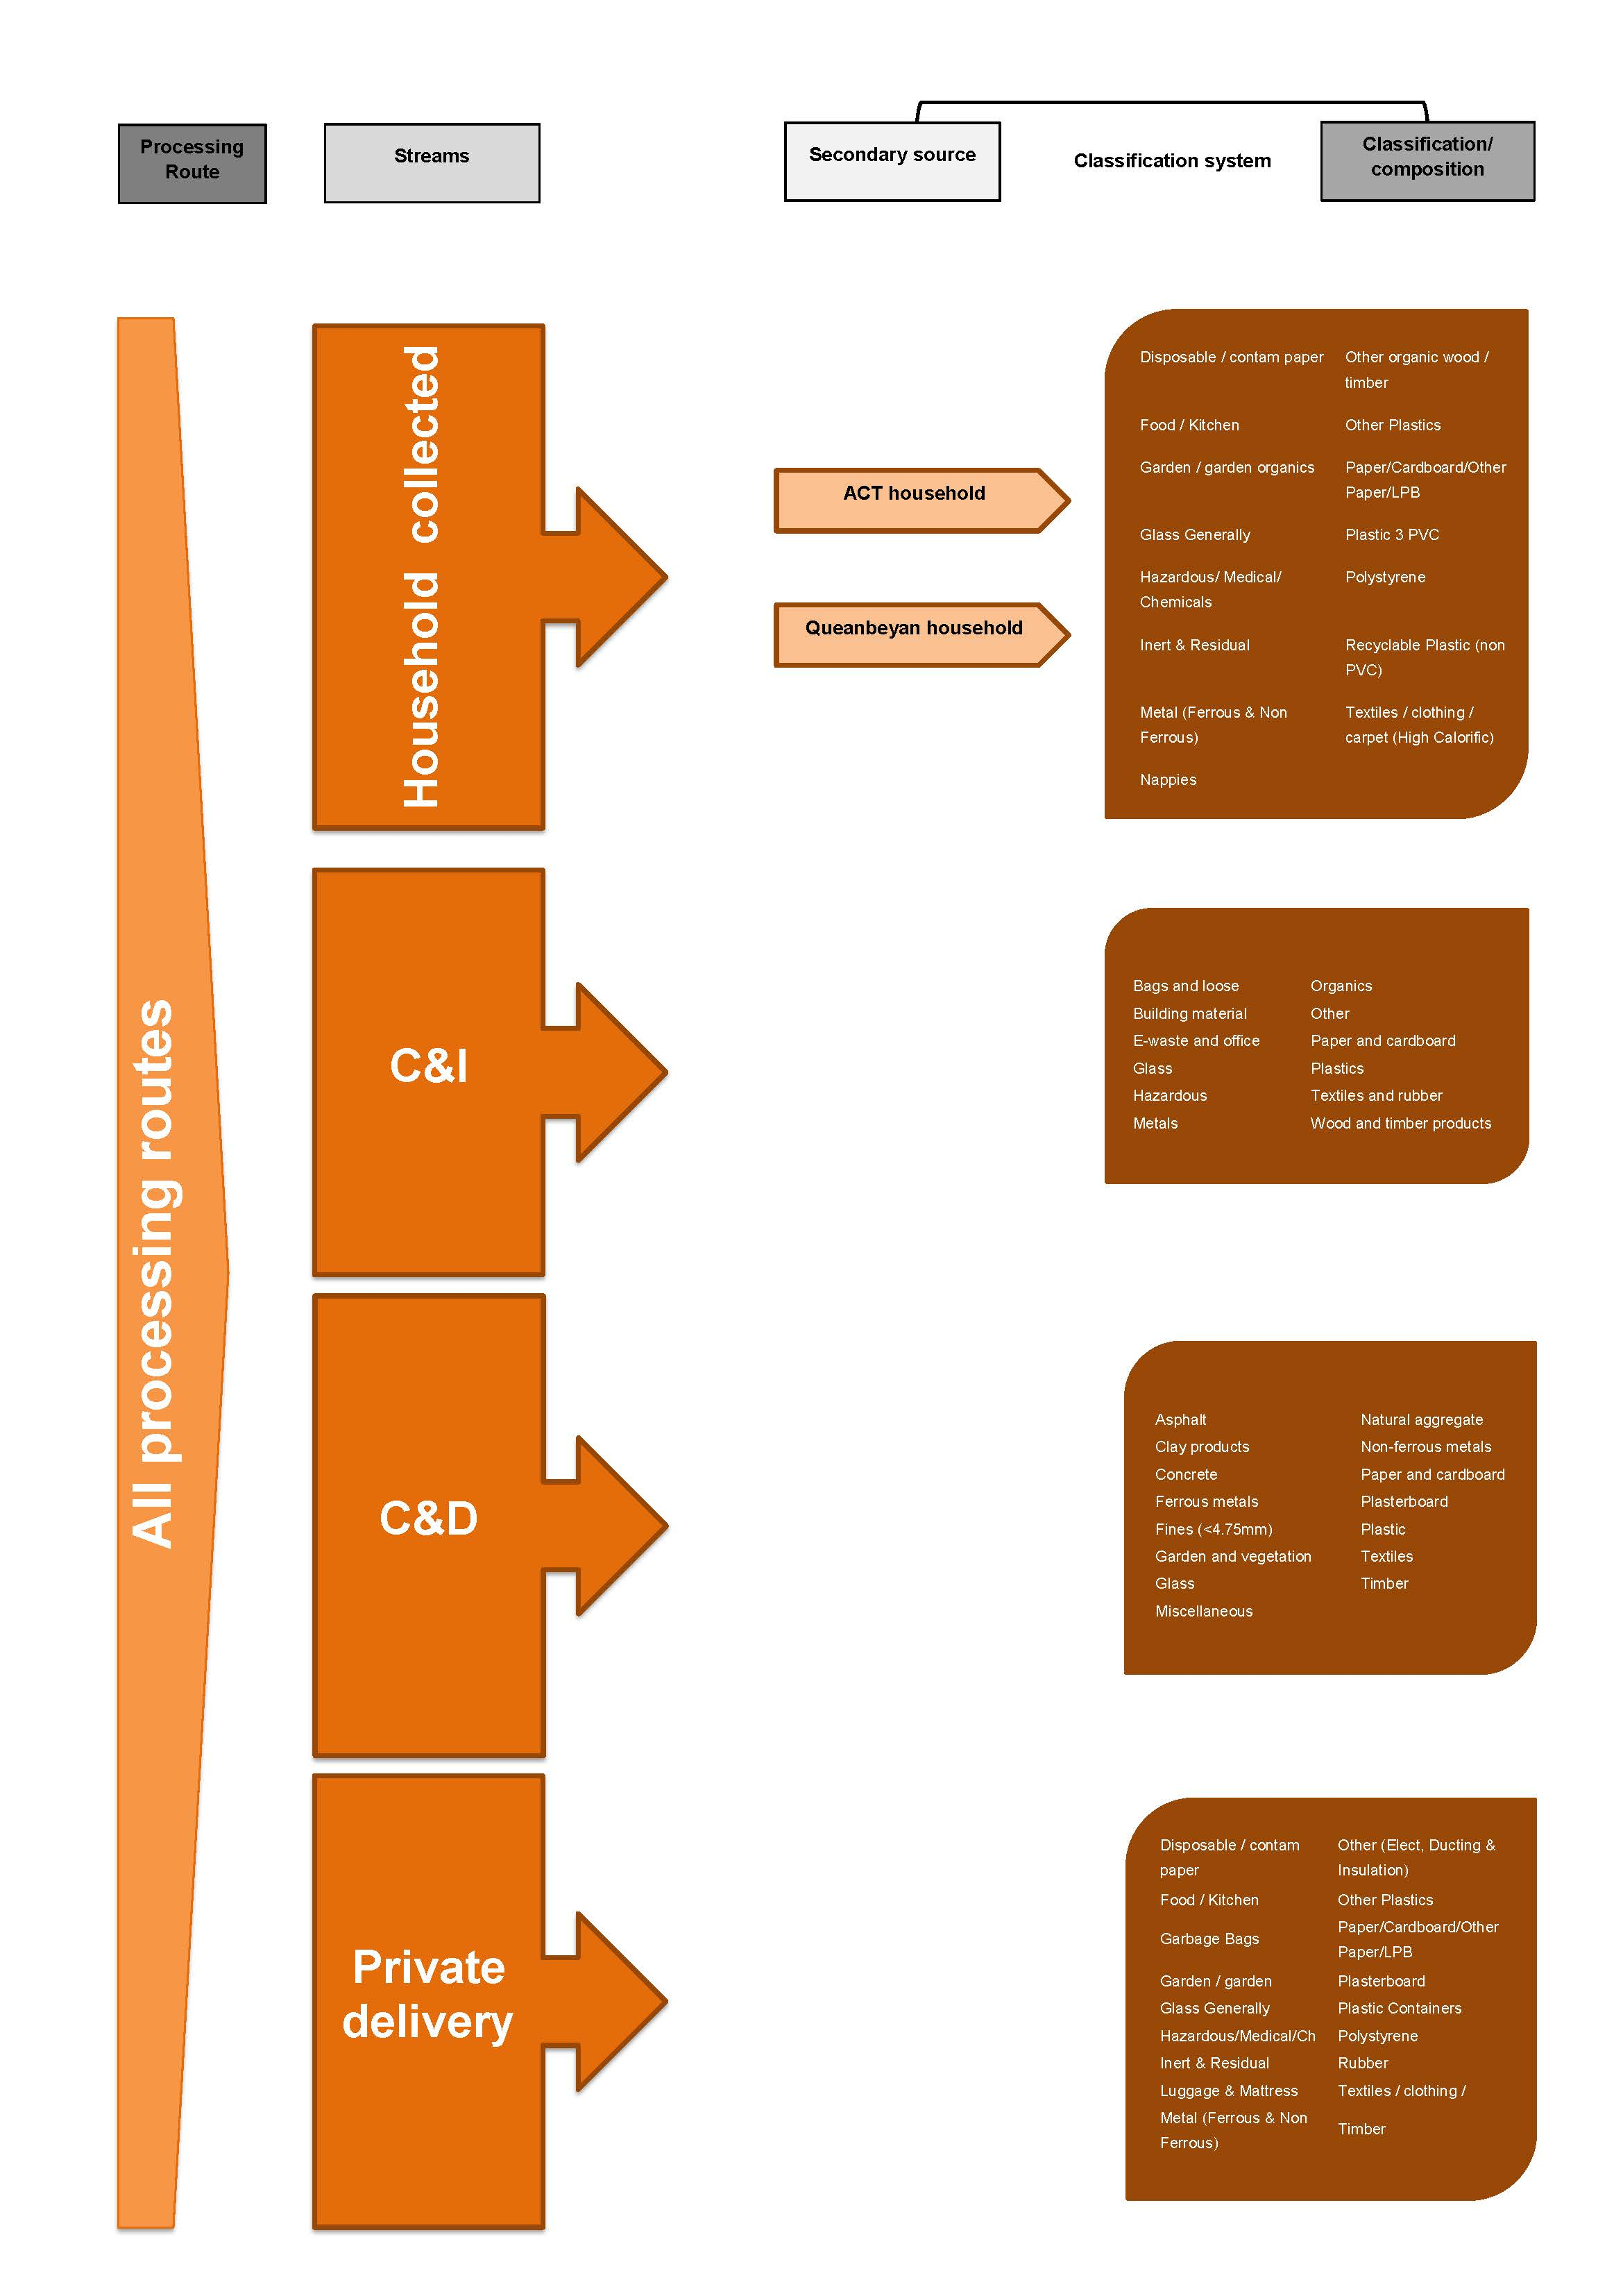 Processing
Route
Streams
Secondary source
Classification system
Classification/
composition
All processing routes
Household collected
ACT household
Queanbeyan household
Disposable / contam paper
Other organic wood /
timber
Food / Kitchen
Other Plastics
Garden / garden organics
Paper/Cardboard/Other
Paper/LPB
Glass Generally
Plastic 3 PVC
Hazardous/ Medical/
Chemicals
Polystyrene
Inert & Residual
Recyclable Plastic (non
PVC)
Metal (Ferrous & Non
Ferrous)
Textiles / clothing /
carpet (High Calorific)
Nappies
C&I
Bags and loose
Organics
Building material
Other
E-waste and office
Paper and cardboard
Glass
Plastics
Hazardous
Textiles and rubber
Metals
Wood and timber products
C&D
Asphalt
Natural aggregate
Clay products
Non-ferrous metals
Concrete
Paper and cardboard
Ferrous metals
Plasterboard
Fines (<4.75mm)
Plastic
Garden and vegetation
Textiles
Glass
Timber
Miscellaneous
Private
delivery
Disposable / contam
paper
Other (Elect, Ducting &
Insulation)
Food / Kitchen
Other Plastics
Garbage Bags
Paper/Cardboard/Other
Paper/LPB
Garden / garden
Plasterboard
Glass Generally
Plastic Containers
Hazardous/Medical/Ch
Polystyrene
Inert & Residual
Rubber
Luggage & Mattress
Textiles / clothing /
Metal (Ferrous & Non
Ferrous)
Timber